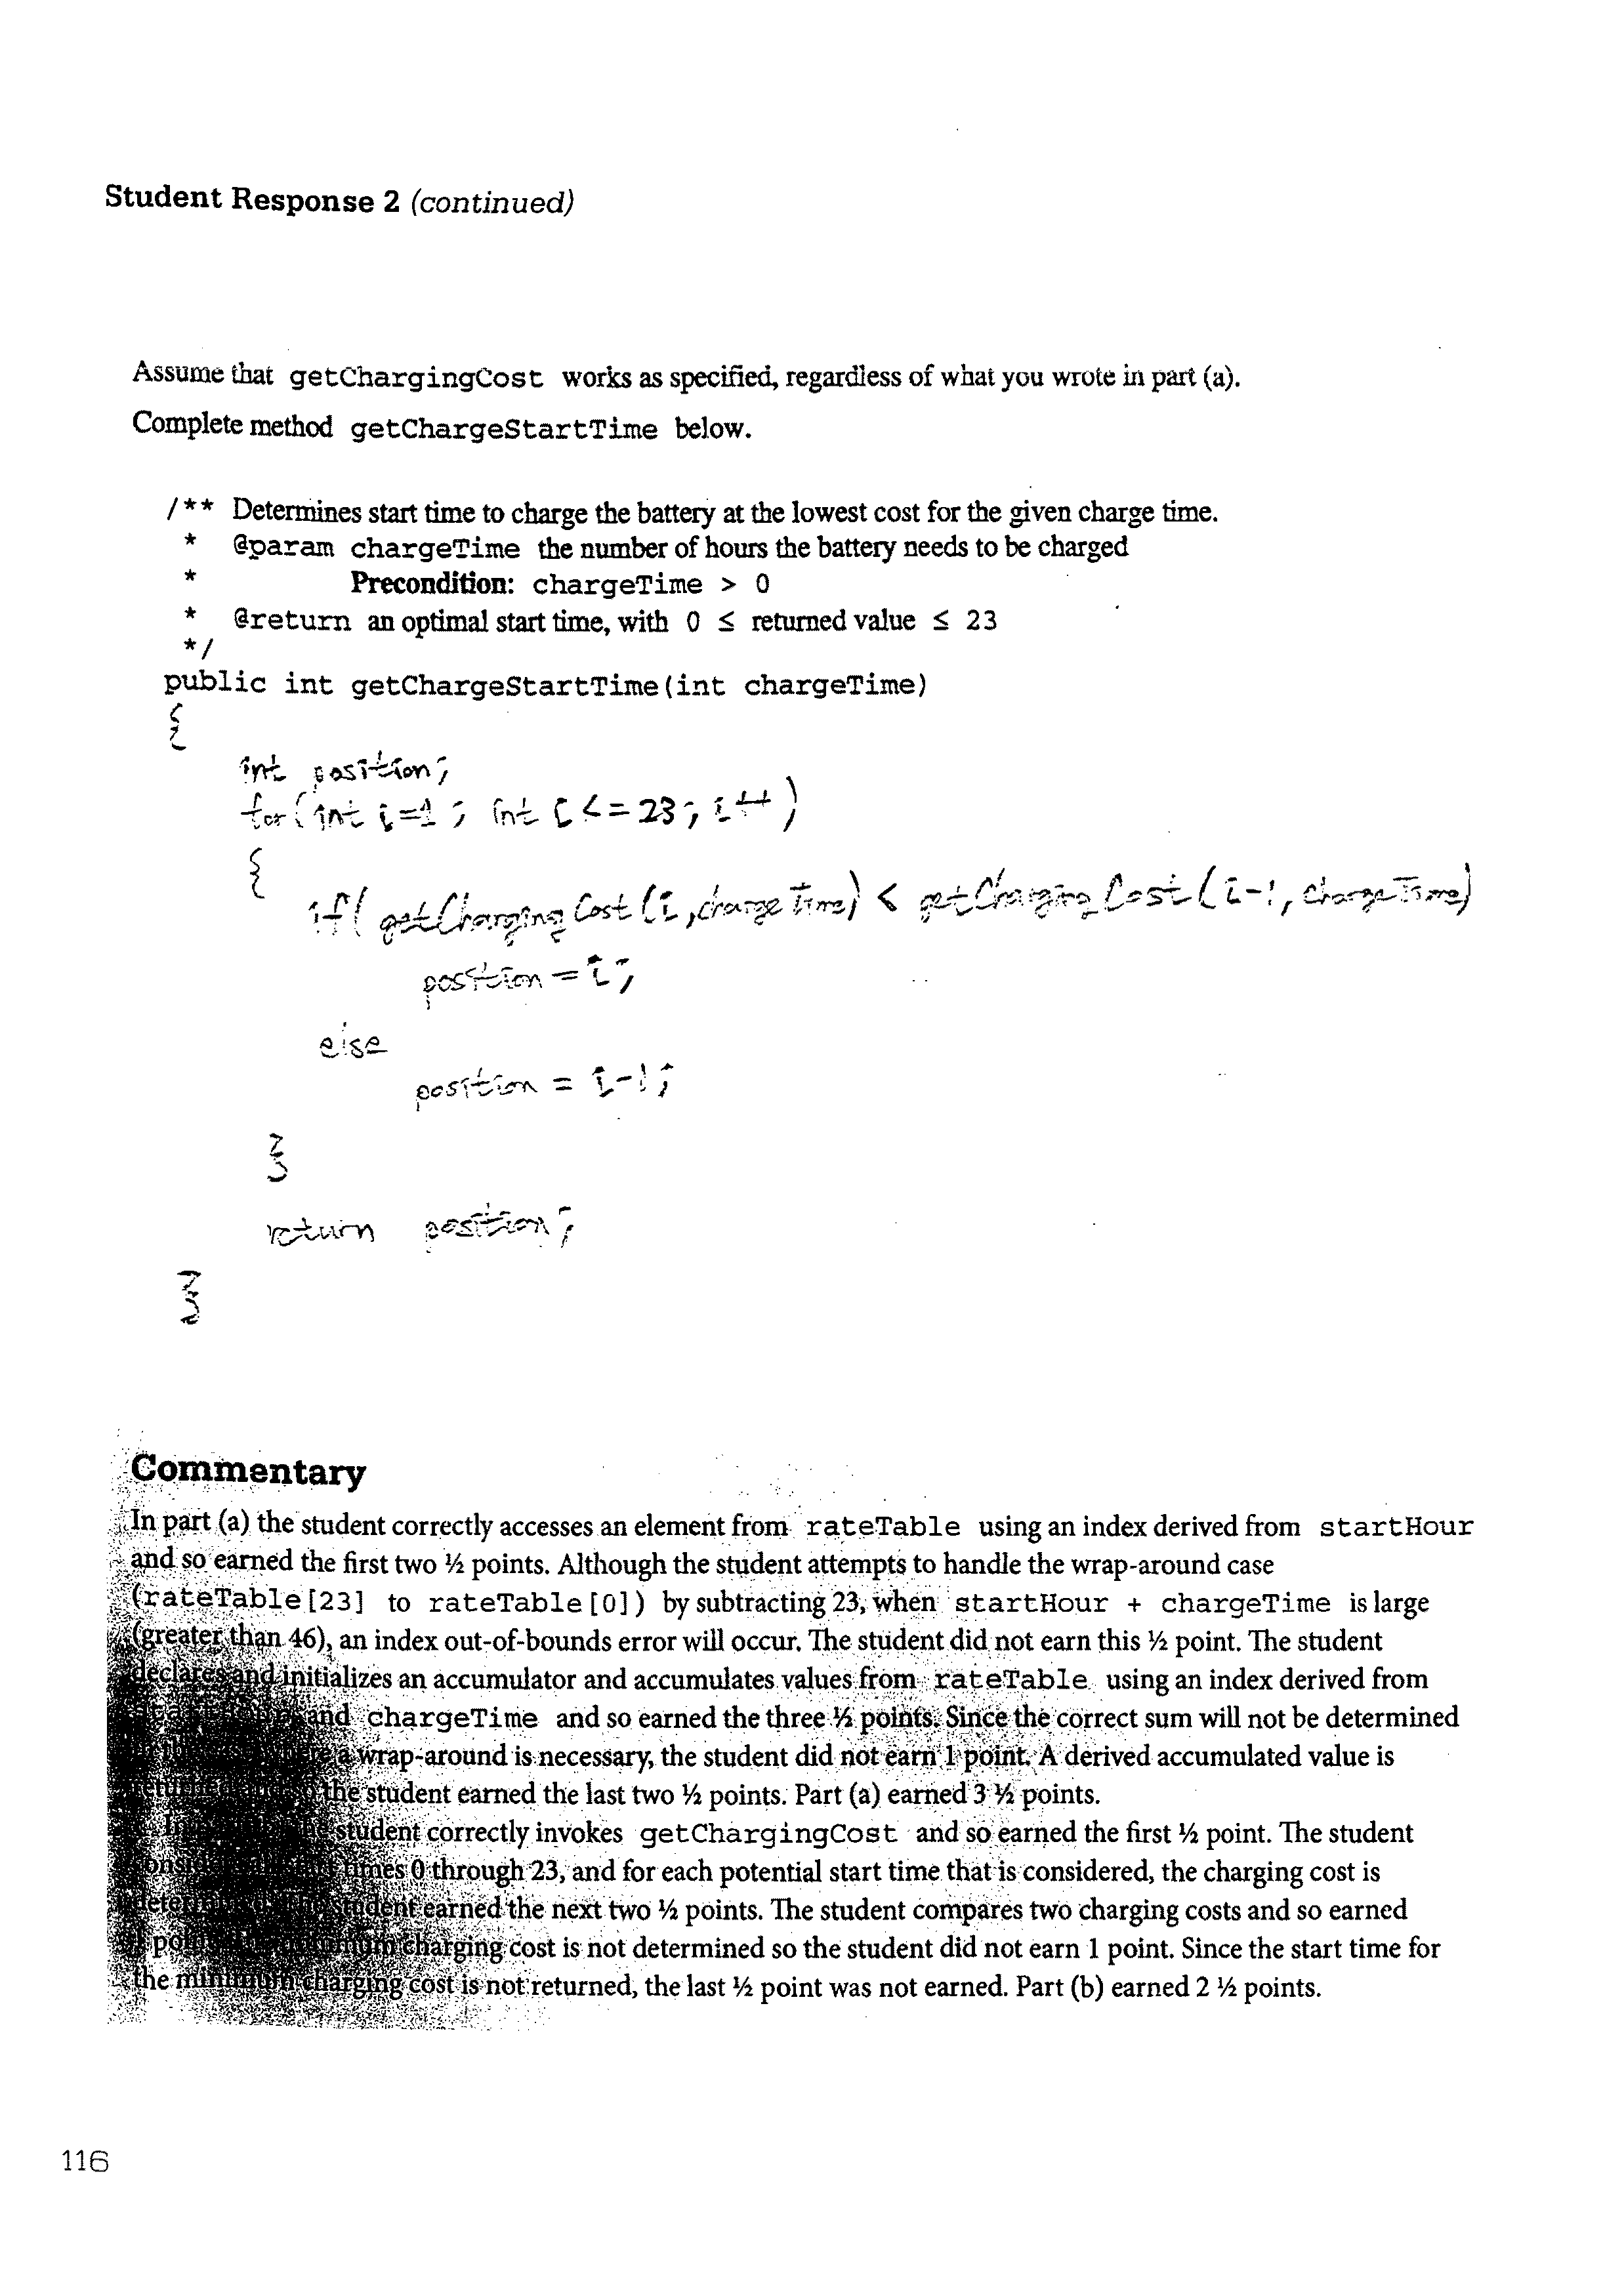 Student Response 2 (continued)
Assume that getChargingCost works as specified, regardless of what you wrote in part (a).
Complete method getChargeStartTime below.
/** Determines start time to charge the battery at the lowest cost for the given charge time.
* @param chargeTime the number of hours the battery needs to be charged
* Precondition: chargeTime > 0
* @return an optimal start time, with 0 ≤ returned value ≤ 23
*/
public int getChargeStartTime(int chargeTime)
{
int position;
for(int i=1; int i <= 23; i++)
{
if( getChargingCost(i, chargeTime) < getChargingCost(i-1, chargeTime)
position = i;
else
position = i-1;
}
return position;
}
Commentary
In part (a) the student correctly accesses an element from rateTable using an index derived from startHour
and so earned the first two ½ points. Although the student attempts to handle the wrap-around case
(rateTable[23] to rateTable[0]) by subtracting 23, when startHour + chargeTime is large
(greater than 46), an index out-of-bounds error will occur. The student did not earn this ½ point. The student
declares and initializes an accumulator and accumulates values from rateTable using an index derived from
and chargeTime and so earned the three ½ points. Since the correct sum will not be determined
a wrap-around is necessary, the student did not earn 1 point. A derived accumulated value is
the student earned the last two ½ points. Part (a) earned 3 ½ points.
student correctly invokes getChargingCost and so earned the first ½ point. The student
times 0 through 23, and for each potential start time that is considered, the charging cost is
student earned the next two ½ points. The student compares two charging costs and so earned
charging cost is not determined so the student did not earn 1 point. Since the start time for
the minimum charging cost is not returned, the last ½ point was not earned. Part (b) earned 2 ½ points.
116